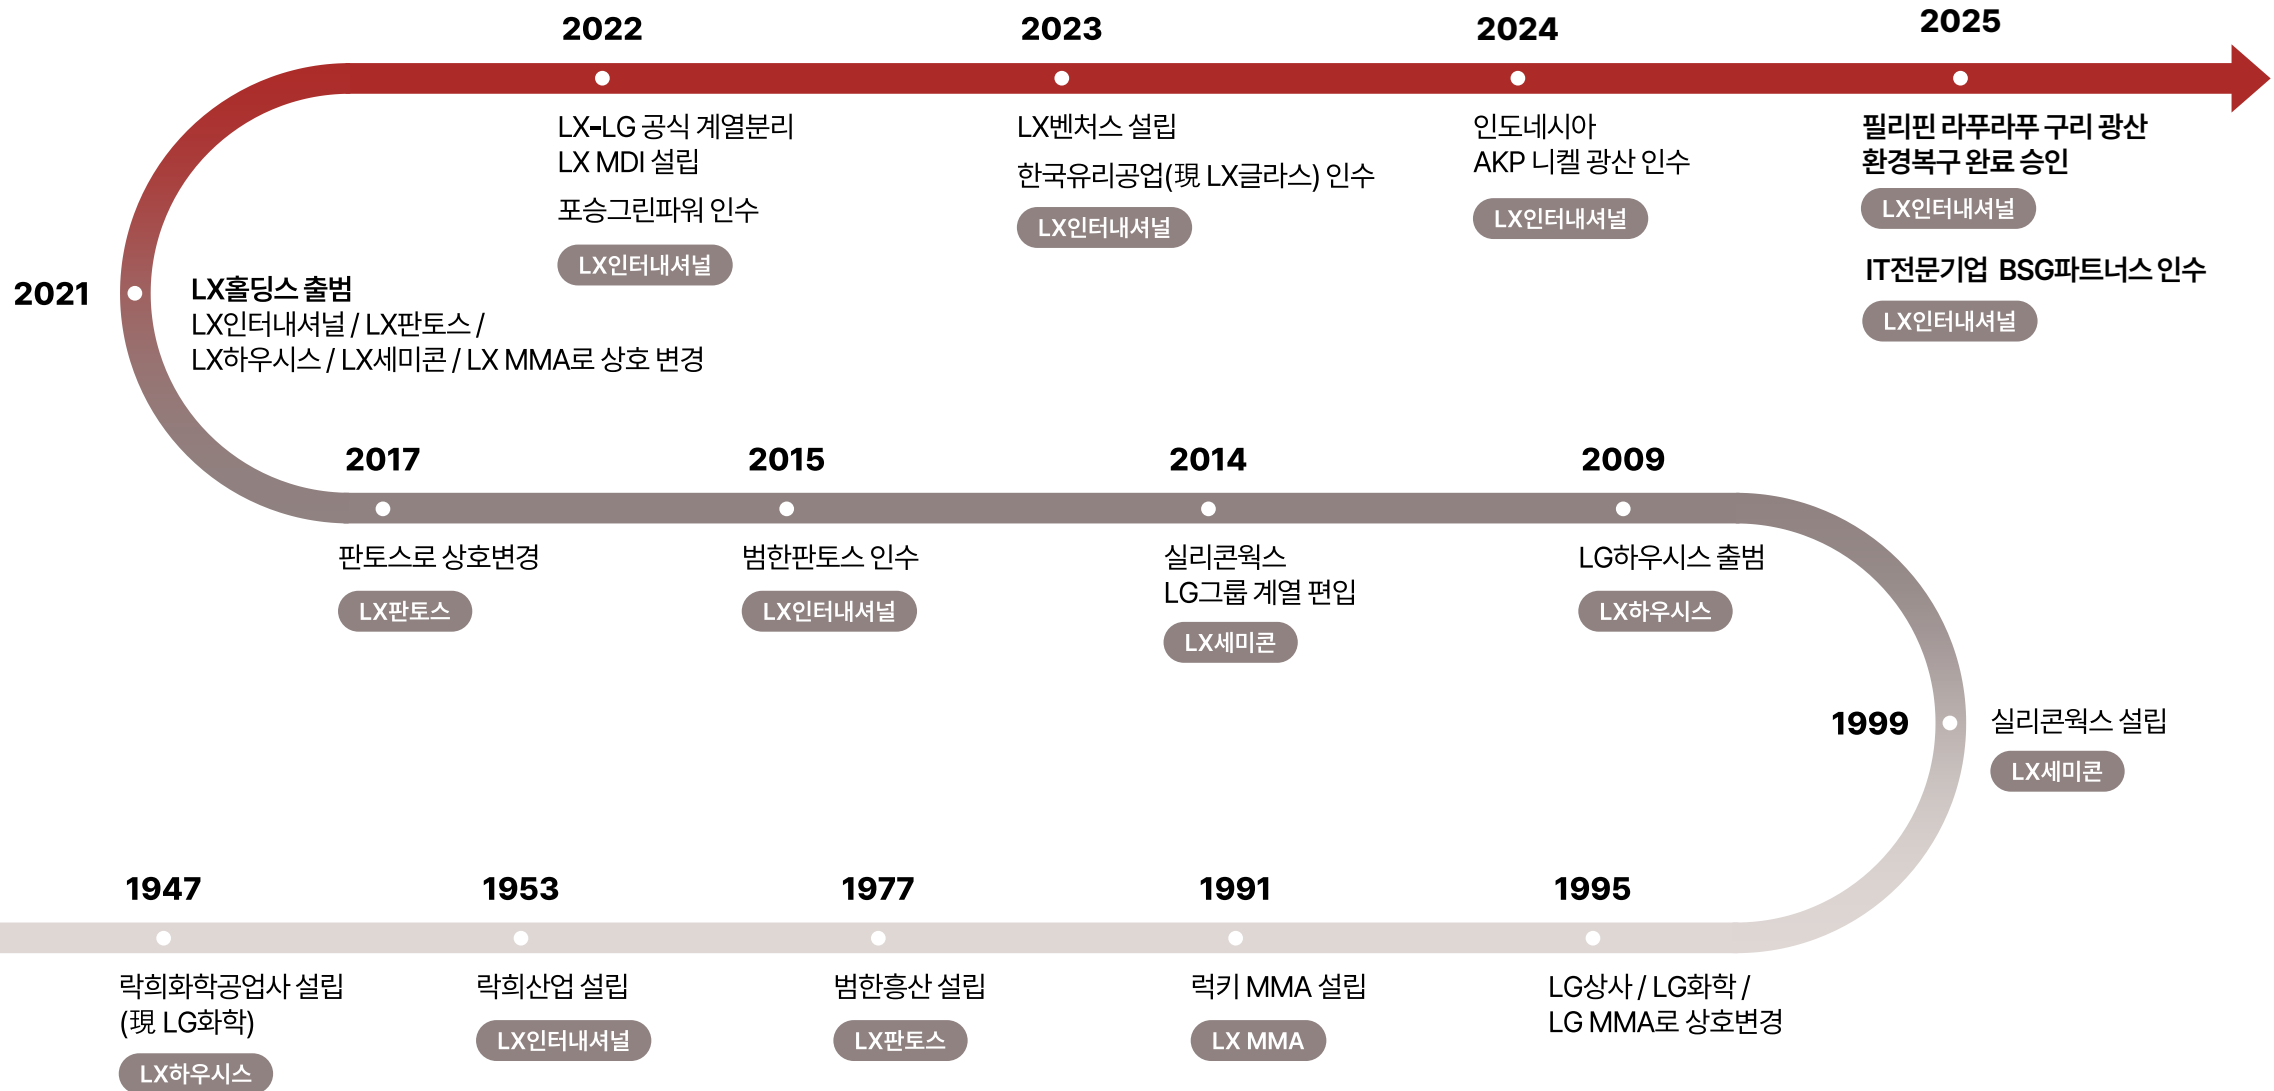 2022
LX-LG 공식 계열분리
LX MDI 설립
포승그린파워 인수
LX인터내셔널
2023
LX벤처스 설립
한국유리공업(現 LX글라스) 인수
LX인터내셔널
2024
인도네시아
AKP 니켈 광산 인수
LX인터내셔널
2025
필리핀 라푸라푸 구리 광산
환경복구 완료 승인
LX인터내셔널
IT전문기업 BSG파트너스 인수
LX인터내셔널
2021
LX홀딩스 출범
LX인터내셔널 / LX판토스 /
LX하우시스 / LX세미콘 / LX MMA로 상호 변경
2017
판토스로 상호변경
LX판토스
2015
범한판토스 인수
LX인터내셔널
2014
실리콘웍스
LG그룹 계열 편입
LX세미콘
2009
LG하우시스 출범
LX하우시스
1999
실리콘웍스 설립
LX세미콘
1947
락희화학공업사 설립
(現 LG화학)
LX하우시스
1953
락희산업 설립
LX인터내셔널
1977
범한흥산 설립
LX판토스
1991
럭키 MMA 설립
LX MMA
1995
LG상사 / LG화학 /
LG MMA로 상호변경